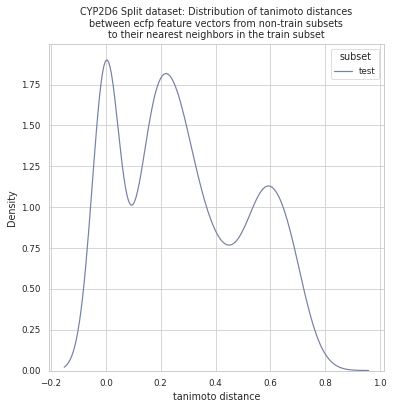 CYP2D6 Split dataset: Distribution of tanimoto distances
between ecfp feature vectors from non-train subsets
to their nearest neighbors in the train subset
subset
test
1.75
1.50
1.25
1.00
0.75
0.50
0.25
0.00
Density
−0.2 0.0 0.2 0.4 0.6 0.8 1.0
tanimoto distance